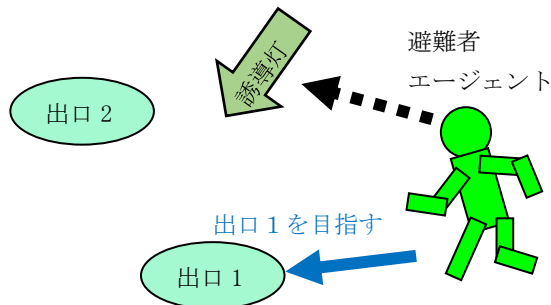 避難者
エージェント
誘導灯
出口 2
出口 1 を目指す
出口 1